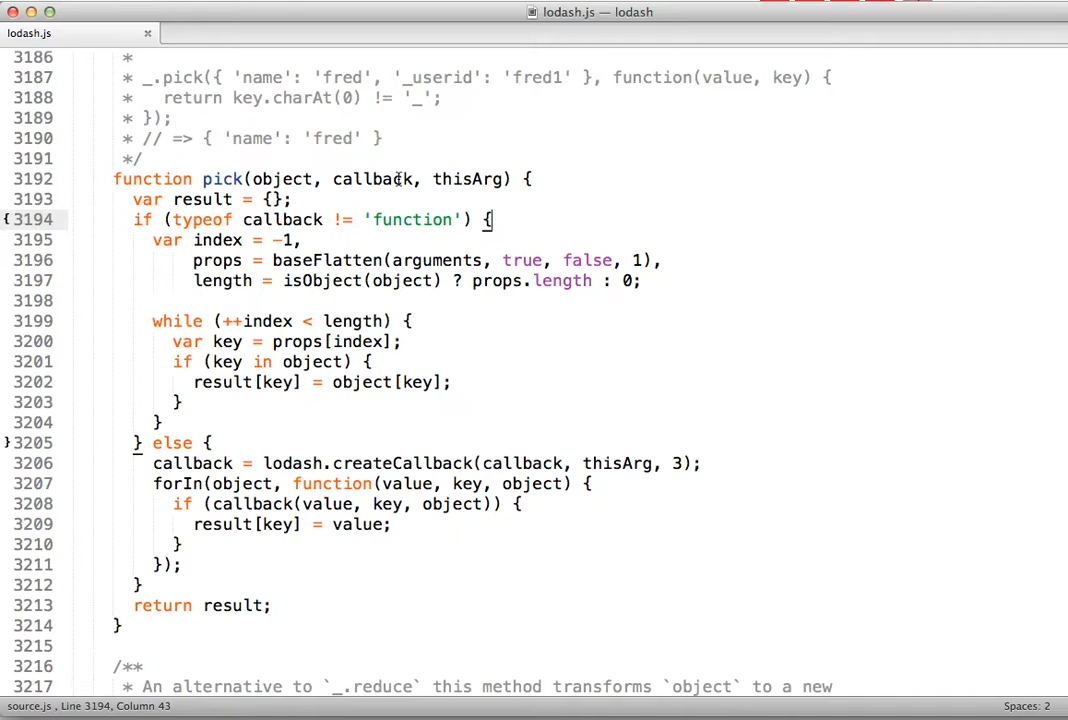 lodash.js — lodash
lodash.js ×
3186 *
3187 * _.pick({ 'name': 'fred', '_userid': 'fred1' }, function(value, key) {
3188 *   return key.charAt(0) != '_';
3189 * });
3190 * // => { 'name': 'fred' }
3191 */
3192 function pick(object, callback, thisArg) {
3193   var result = {};
{ 3194   if (typeof callback != 'function') {
3195     var index = -1,
3196         props = baseFlatten(arguments, true, false, 1),
3197         length = isObject(object) ? props.length : 0;
3198
3199     while (++index < length) {
3200       var key = props[index];
3201       if (key in object) {
3202         result[key] = object[key];
3203       }
3204     }
} 3205   } else {
3206     callback = lodash.createCallback(callback, thisArg, 3);
3207     forIn(object, function(value, key, object) {
3208       if (callback(value, key, object)) {
3209         result[key] = value;
3210       }
3211     });
3212   }
3213   return result;
3214 }
3215
3216 /**
3217 * An alternative to `_.reduce` this method transforms `object` to a new
source.js , Line 3194, Column 43 Spaces: 2